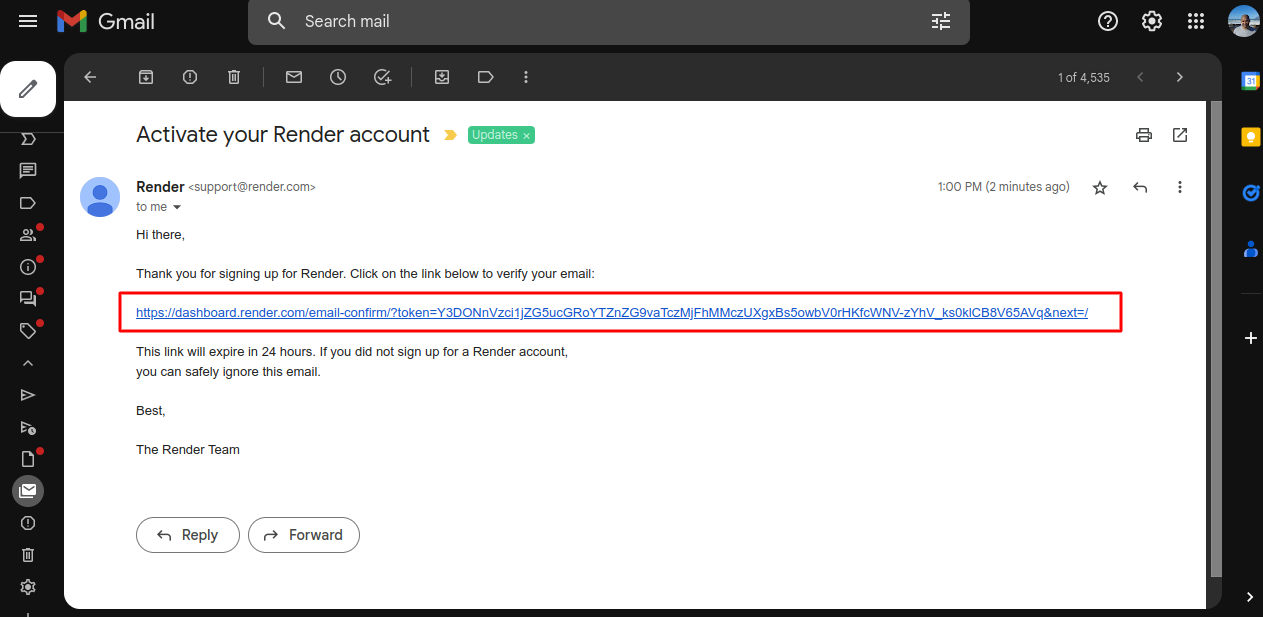 Gmail
Search mail
1 of 4,535
Activate your Render account
Updates ×
31
Render <support@render.com>
1:00 PM (2 minutes ago)
to me
Hi there,
Thank you for signing up for Render. Click on the link below to verify your email:
https://dashboard.render.com/email-confirm/?token=Y3DONnVzci1jZG5ucGRoYTZnZG9vaTczMjFhMMczUXgxBs5owbV0rHKfcWNV-zYhV_ks0klCB8V65AVq&next=/
This link will expire in 24 hours. If you did not sign up for a Render account,
you can safely ignore this email.
Best,
The Render Team
Reply
Forward